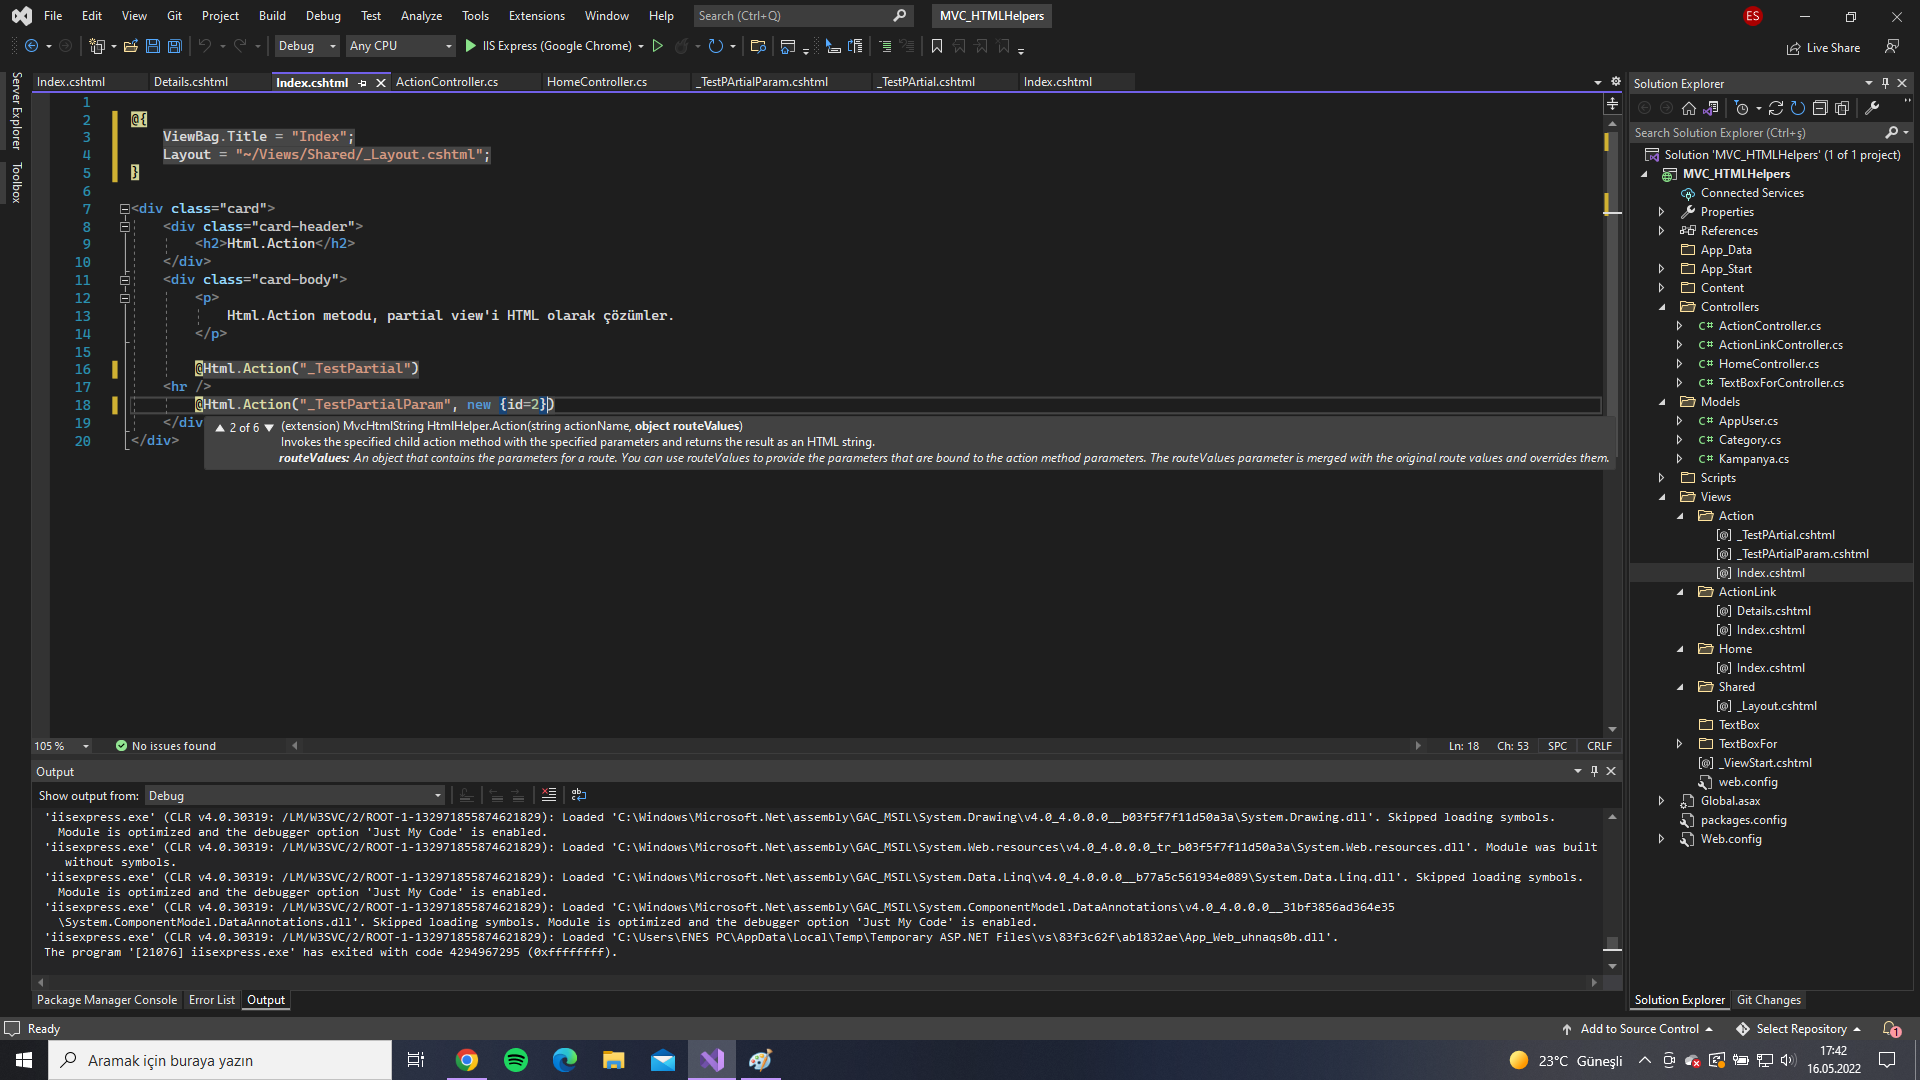 File Edit View Git Project Build Debug Test Analyze Tools Extensions Window Help Search (Ctrl+Q) MVC_HTMLHelpers ES
Debug Any CPU IIS Express (Google Chrome) Live Share
Server Explorer
Toolbox
Index.cshtml Details.cshtml Index.cshtml ActionController.cs HomeController.cs _TestPArtialParam.cshtml _TestPArtial.cshtml Index.cshtml
1
2 @{
3 ViewBag.Title = "Index";
4 Layout = "~/Views/Shared/_Layout.cshtml";
5 }
6
7 <div class="card">
8 <div class="card-header">
9 <h2>Html.Action</h2>
10 </div>
11 <div class="card-body">
12 <p>
13 Html.Action metodu, partial view'i HTML olarak çözümler.
14 </p>
15
16 @Html.Action("_TestPartial")
17 <hr />
18 @Html.Action("_TestPartialParam", new {id=2})
19 </div
20 </div>
2 of 6 (extension) MvcHtmlString HtmlHelper.Action(string actionName, object routeValues)
Invokes the specified child action method with the specified parameters and returns the result as an HTML string.
routeValues: An object that contains the parameters for a route. You can use routeValues to provide the parameters that are bound to the action method parameters. The routeValues parameter is merged with the original route values and overrides them.
105 % No issues found Ln: 18 Ch: 53 SPC CRLF
Output
Show output from: Debug
'iisexpress.exe' (CLR v4.0.30319: /LM/W3SVC/2/ROOT-1-132971855874621829): Loaded 'C:\Windows\Microsoft.Net\assembly\GAC_MSIL\System.Drawing\v4.0_4.0.0.0__b03f5f7f11d50a3a\System.Drawing.dll'. Skipped loading symbols.
Module is optimized and the debugger option 'Just My Code' is enabled.
'iisexpress.exe' (CLR v4.0.30319: /LM/W3SVC/2/ROOT-1-132971855874621829): Loaded 'C:\Windows\Microsoft.Net\assembly\GAC_MSIL\System.Web.resources\v4.0_4.0.0.0_tr_b03f5f7f11d50a3a\System.Web.resources.dll'. Module was built
without symbols.
'iisexpress.exe' (CLR v4.0.30319: /LM/W3SVC/2/ROOT-1-132971855874621829): Loaded 'C:\Windows\Microsoft.Net\assembly\GAC_MSIL\System.Data.Linq\v4.0_4.0.0.0__b77a5c561934e089\System.Data.Linq.dll'. Skipped loading symbols.
Module is optimized and the debugger option 'Just My Code' is enabled.
'iisexpress.exe' (CLR v4.0.30319: /LM/W3SVC/2/ROOT-1-132971855874621829): Loaded 'C:\Windows\Microsoft.Net\assembly\GAC_MSIL\System.ComponentModel.DataAnnotations\v4.0_4.0.0.0__31bf3856ad364e35
\System.ComponentModel.DataAnnotations.dll'. Skipped loading symbols. Module is optimized and the debugger option 'Just My Code' is enabled.
'iisexpress.exe' (CLR v4.0.30319: /LM/W3SVC/2/ROOT-1-132971855874621829): Loaded 'C:\Users\ENES PC\AppData\Local\Temp\Temporary ASP.NET Files\vs\83f3c62f\ab1832ae\App_Web_uhnaqs0b.dll'.
The program '[21076] iisexpress.exe' has exited with code 4294967295 (0xffffffff).
Package Manager Console Error List Output
Solution Explorer
Search Solution Explorer (Ctrl+ş)
Solution 'MVC_HTMLHelpers' (1 of 1 project)
MVC_HTMLHelpers
Connected Services
Properties
References
App_Data
App_Start
Content
Controllers
C# ActionController.cs
C# ActionLinkController.cs
C# HomeController.cs
C# TextBoxForController.cs
Models
C# AppUser.cs
C# Category.cs
C# Kampanya.cs
Scripts
Views
Action
[@] _TestPArtial.cshtml
[@] _TestPArtialParam.cshtml
[@] Index.cshtml
ActionLink
[@] Details.cshtml
[@] Index.cshtml
Home
[@] Index.cshtml
Shared
[@] _Layout.cshtml
TextBox
TextBoxFor
[@] _ViewStart.cshtml
web.config
Global.asax
packages.config
Web.config
Solution Explorer Git Changes
Ready Add to Source Control Select Repository 1
Aramak için buraya yazın 23°C Güneşli 17:42
16.05.2022